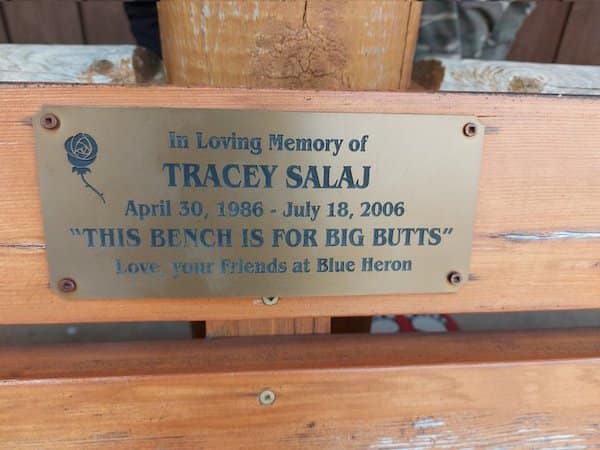 In Loving Memory of
TRACEY SALAJ
April 30, 1986 - July 18, 2006
"THIS BENCH IS FOR BIG BUTTS"
Love, your Friends at Blue Heron